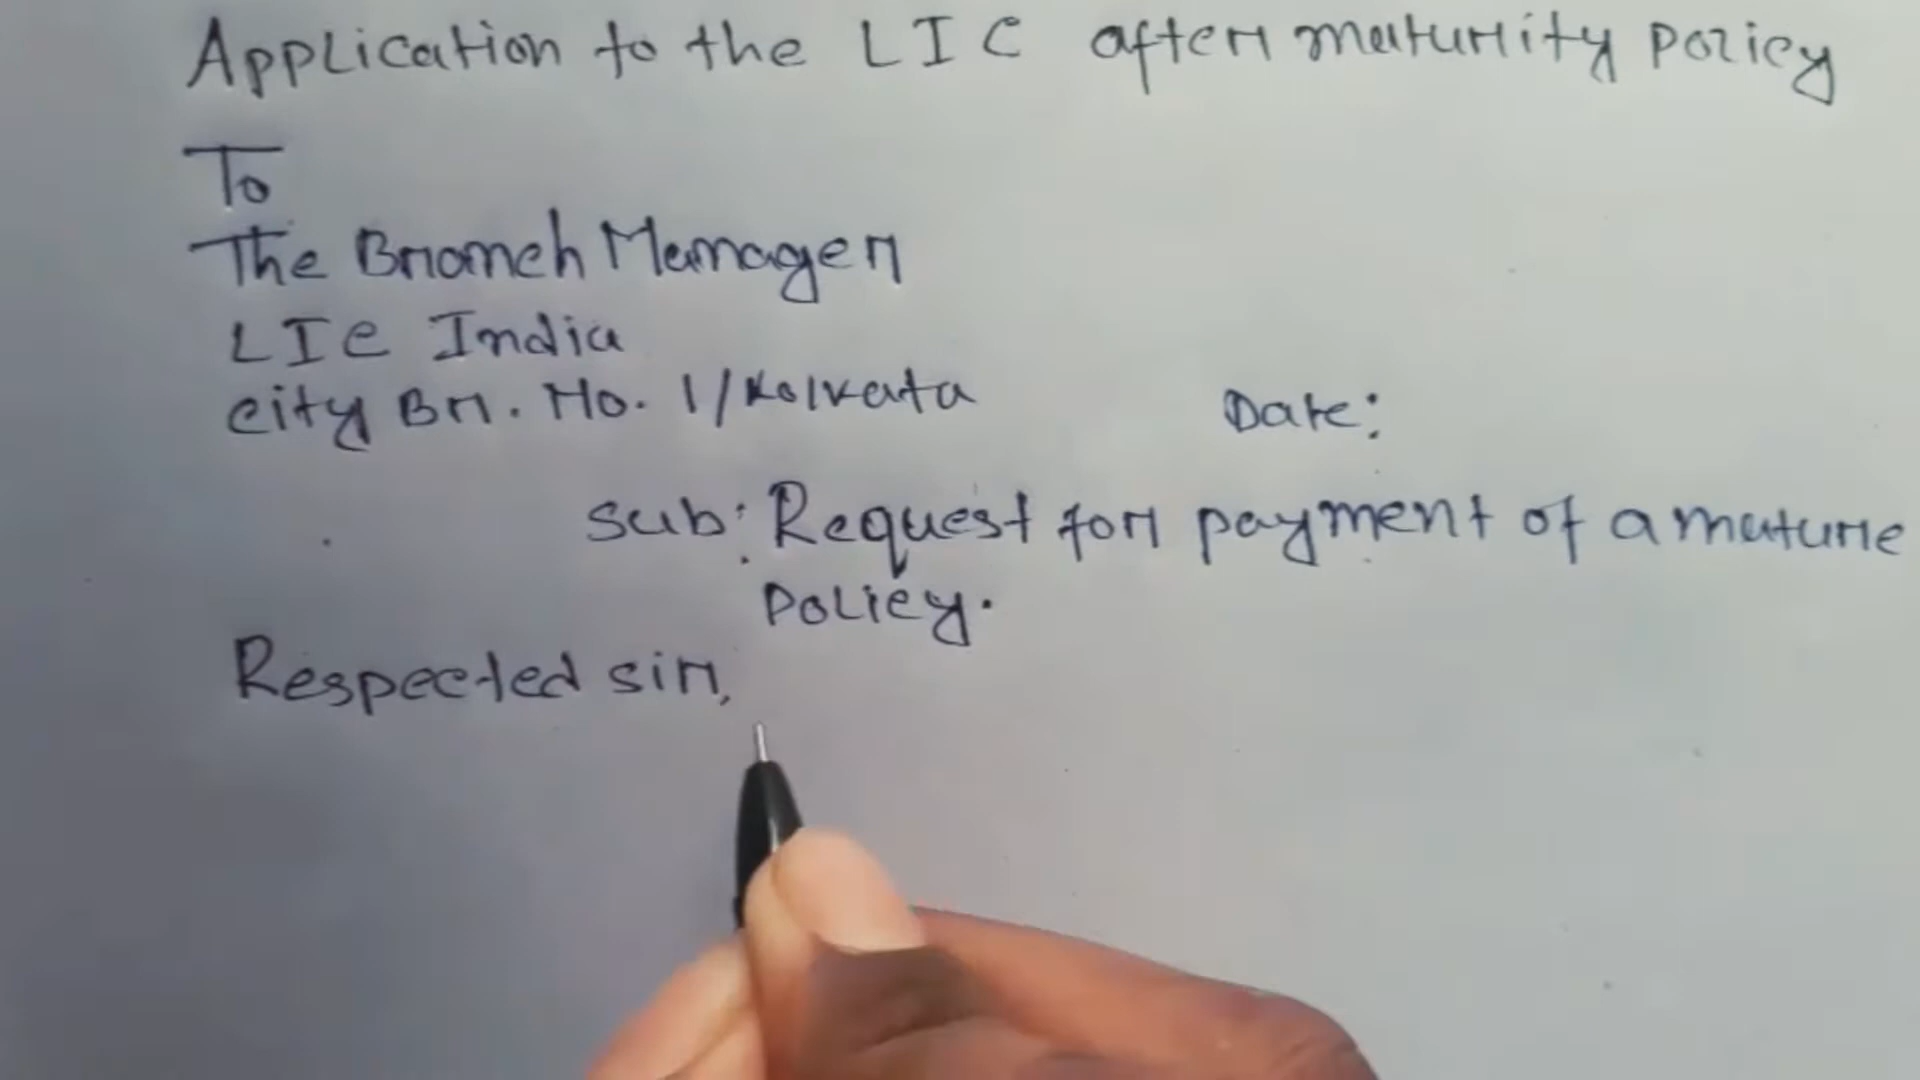 Application to the LIC after maturity policy
To
The Branch Manager
LIC India
city Br. No. 1/Kolkata
Date:
Sub: Request for payment of a mature
policy.
Respected sir,